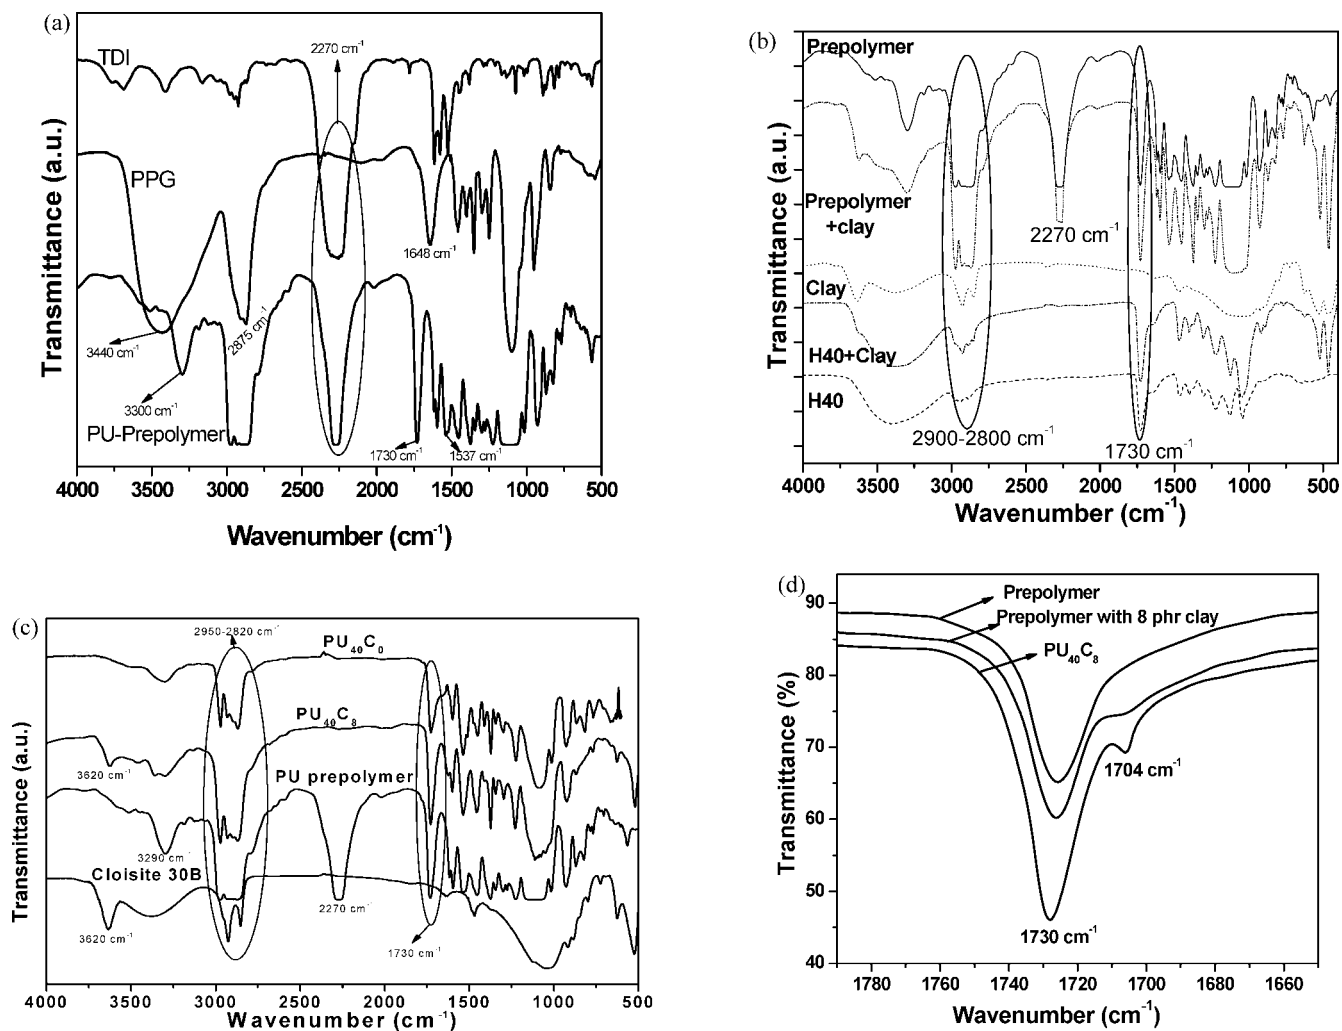 (a)
TDI
2270 cm⁻¹
PPG
1648 cm⁻¹
2875 cm⁻¹
3440 cm⁻¹
3300 cm⁻¹
PU-Prepolymer
1730 cm⁻¹
1537 cm⁻¹
Transmittance (a.u.)
4000 3500 3000 2500 2000 1500 1000 500
Wavenumber (cm⁻¹)
(b)
Prepolymer
Prepolymer
+clay
2270 cm⁻¹
Clay
H40+Clay
H40
2900-2800 cm⁻¹
1730 cm⁻¹
Transmittance (a.u.)
4000 3500 3000 2500 2000 1500 1000 500
Wavenumber (cm⁻¹)
(c)
2950-2820 cm⁻¹
PU₄₀C₀
PU₄₀C₈
3620 cm⁻¹
PU prepolymer
3290 cm⁻¹
Cloisite 30B
2270 cm⁻¹
3620 cm⁻¹
1730 cm⁻¹
Transmittance (a.u.)
4000 3500 3000 2500 2000 1500 1000 500
Wavenumber (cm⁻¹)
(d)
Prepolymer
Prepolymer with 8 phr clay
PU₄₀C₈
1704 cm⁻¹
1730 cm⁻¹
Transmittance (%)
90
80
70
60
50
40
1780 1760 1740 1720 1700 1680 1660
Wavenumber (cm⁻¹)